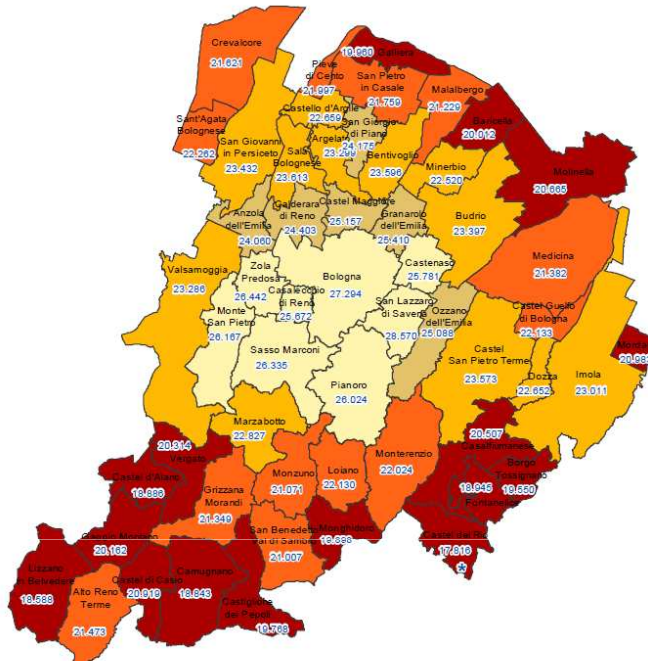 Crevalcore
21.621
19.960
Galliera
Pieve
di Cento
21.997
San Pietro
in Casale
21.759
Malalbergo
21.229
Sant'Agata
Bolognese
22.262
Castello d'Argile
22.659
San Giorgio
di Piano
24.175
Baricella
20.012
San Giovanni
in Persiceto
23.432
Sala
Bolognese
23.613
Argelato
23.299
Bentivoglio
23.596
Minerbio
22.520
Molinella
20.665
Anzola
dell'Emilia
24.060
Calderara
di Reno
24.403
Castel Maggiore
25.157
Granarolo
dell'Emilia
25.410
Budrio
23.397
Valsamoggia
23.286
Zola
Predosa
26.442
Bologna
27.294
Castenaso
25.781
Medicina
21.382
Casalecchio
di Reno
25.672
Monte
San Pietro
26.167
San Lazzaro
di Savena
28.570
Ozzano
dell'Emilia
25.088
Castel Guelfo
di Bologna
22.133
Sasso Marconi
26.335
Pianoro
26.024
Castel
San Pietro Terme
23.573
Dozza
22.652
Imola
23.011
Mordano
20.983
Marzabotto
22.827
20.314
Vergato
Monzuno
21.071
Loiano
22.130
Monterenzio
22.024
20.507
Casalfiumanese
Castel d'Aiano
18.886
Grizzana
Morandi
21.349
Borgo
Tossignano
19.550
18.945
Fontanelice
Gaggio Montano
20.162
San Benedetto
Val di Sambro
21.007
Monghidoro
19.898
Castel del Rio
17.816
*
Lizzano
in Belvedere
18.588
Alto Reno
Terme
21.473
Castel di Casio
20.919
Camugnano
18.843
Castiglione
dei Pepoli
19.768